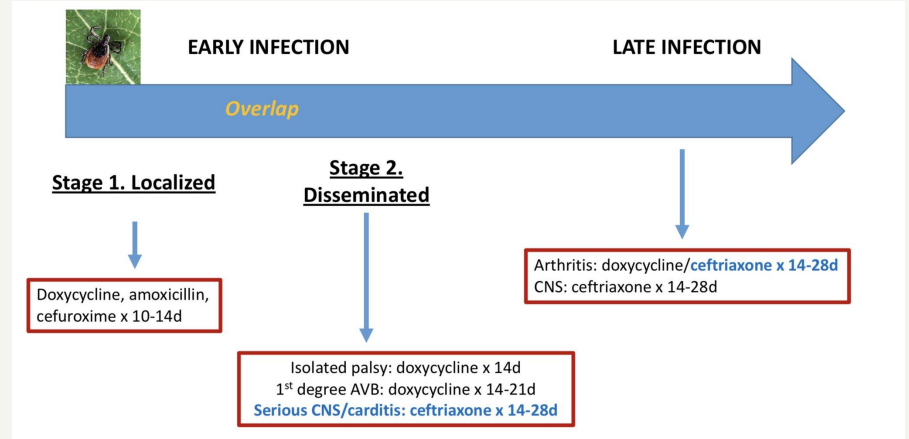 EARLY INFECTION
LATE INFECTION
Overlap
Stage 1. Localized
Stage 2.
Disseminated
Doxycycline, amoxicillin,
cefuroxime x 10-14d
Isolated palsy: doxycycline x 14d
1st degree AVB: doxycycline x 14-21d
Serious CNS/carditis: ceftriaxone x 14-28d
Arthritis: doxycycline/ceftriaxone x 14-28d
CNS: ceftriaxone x 14-28d